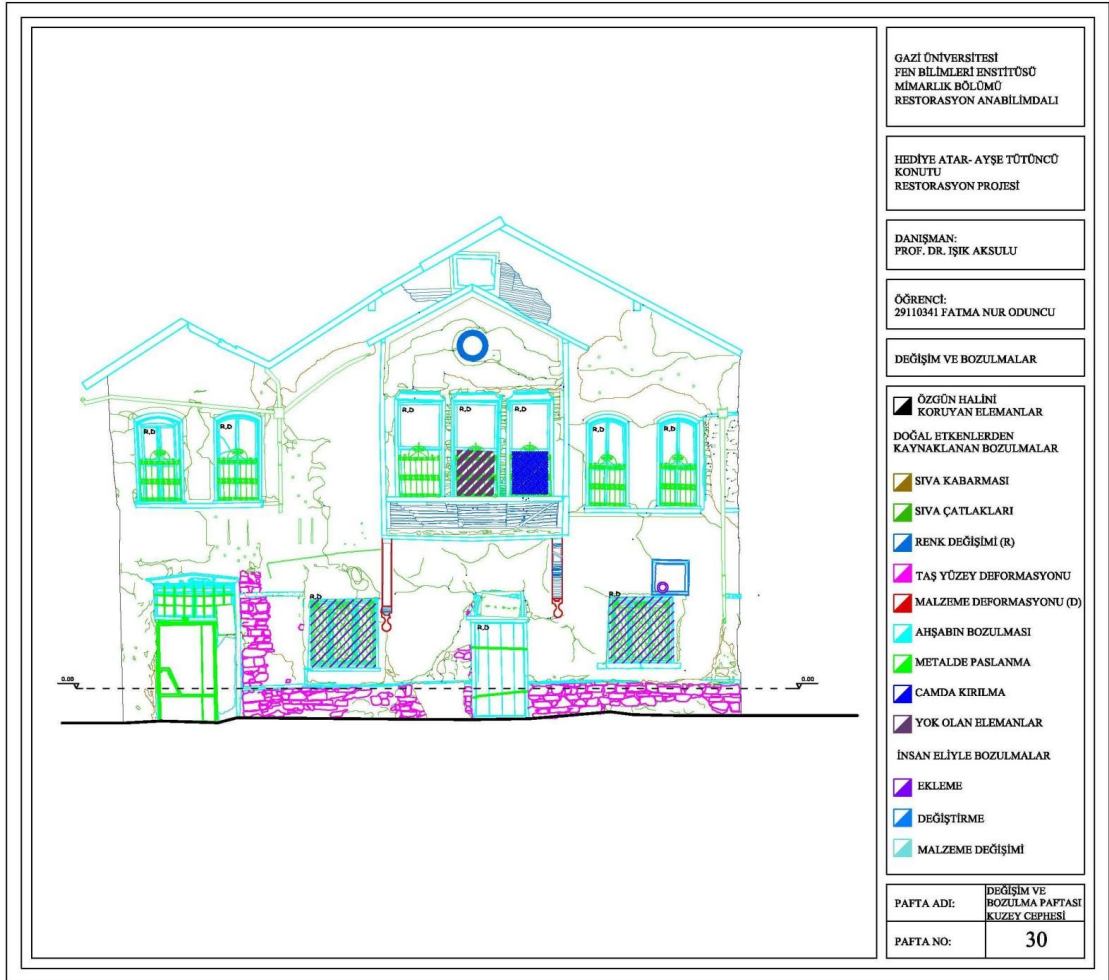 GAZİ ÜNİVERSİTESİ
FEN BİLİMLERİ ENSTİTÜSÜ
MİMARLIK BÖLÜMÜ
RESTORASYON ANABİLİMDALI
HEDİYE ATAR- AYŞE TÜTÜNCÜ
KONUTU
RESTORASYON PROJESİ
DANIŞMAN:
PROF. DR. IŞIK AKSULU
ÖĞRENCİ:
29110341 FATMA NUR ODUNCU
DEĞİŞİM VE BOZULMALAR
ÖZGÜN HALİNİ
KORUYAN ELEMANLAR
DOĞAL ETKENLERDEN
KAYNAKLANAN BOZULMALAR
SIVA KABARMASI
SIVA ÇATLAKLARI
RENK DEĞİŞİMİ (R)
TAŞ YÜZEY DEFORMASYONU
MALZEME DEFORMASYONU (D)
AHŞABIN BOZULMASI
METALDE PASLANMA
CAMDA KIRILMA
YOK OLAN ELEMANLAR
İNSAN ELİYLE BOZULMALAR
EKLEME
DEĞİŞTİRME
MALZEME DEĞİŞİMİ
PAFTA ADI:
DEĞİŞİM VE
BOZULMA PAFTASI
KUZEY CEPHESİ
PAFTA NO:
30
R,D
R,D
R,D
R,D
R,D
R,D
R,D
R,D
R,D
R,D
0.00
0.00